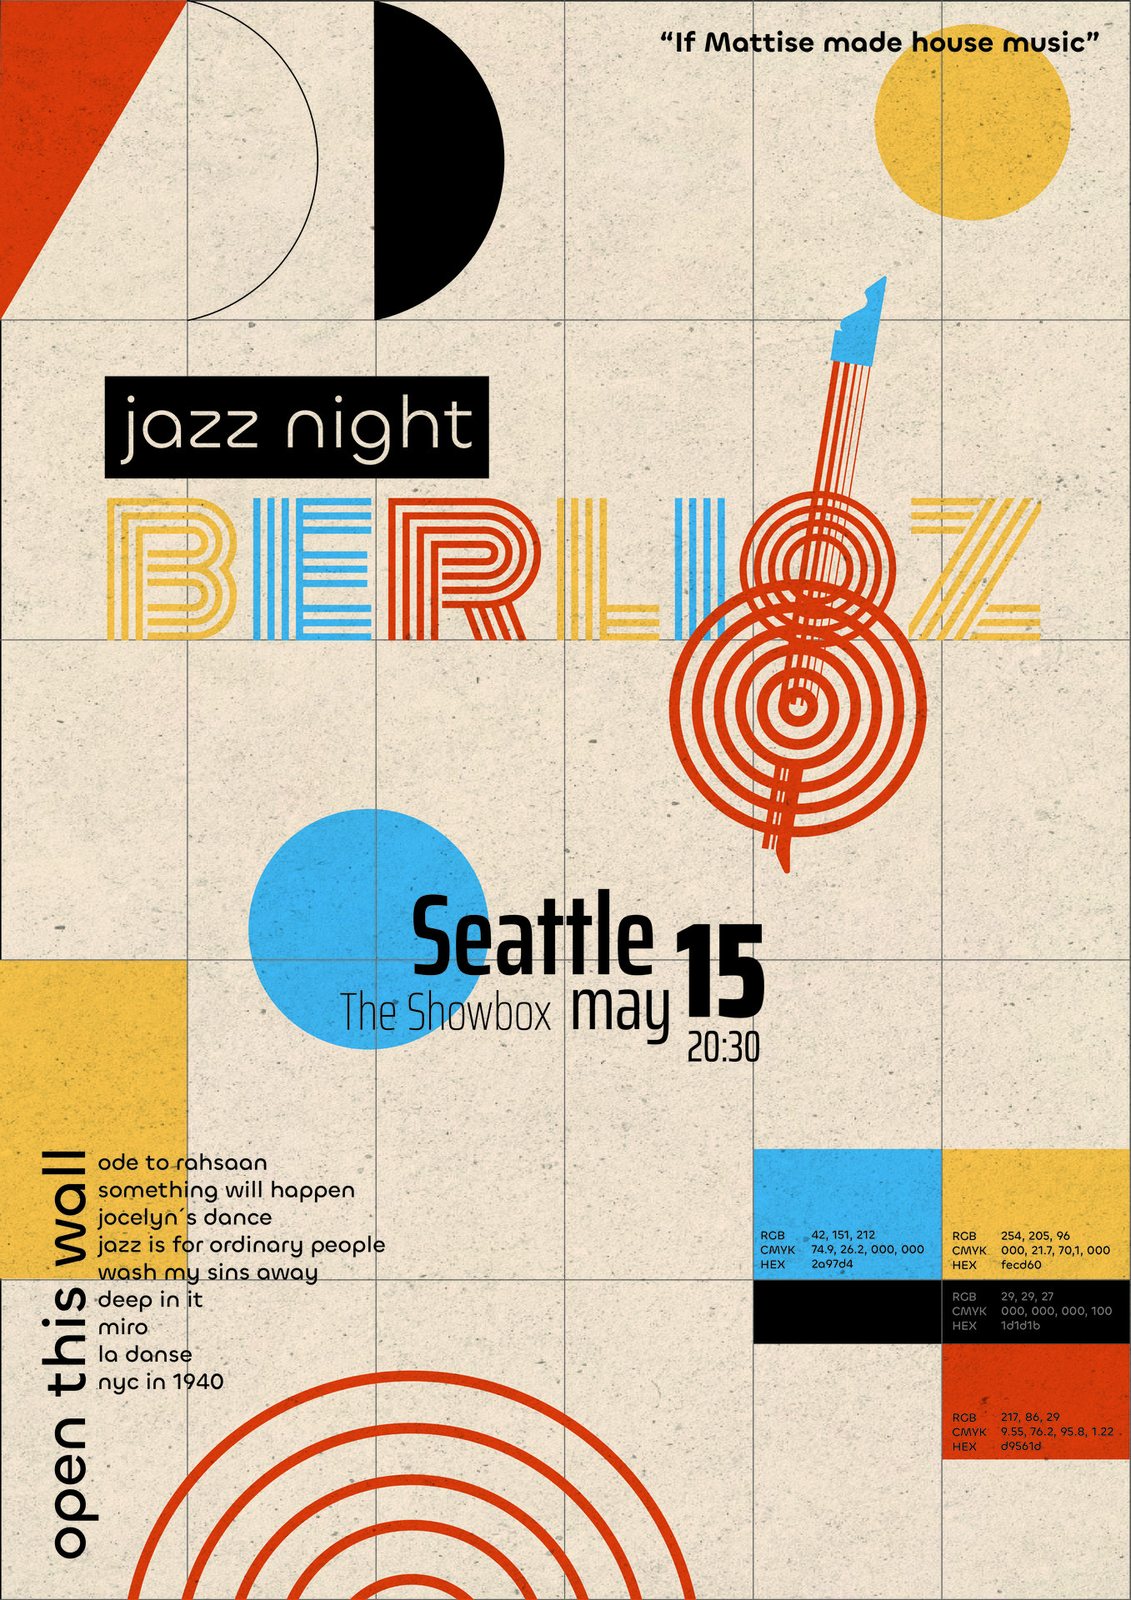 “If Mattise made house music”
jazz night
BERLIOZ
Seattle
15
The Showbox
may
20:30
open this wall
ode to rahsaan
something will happen
jocelyn´s dance
jazz is for ordinary people
wash my sins away
deep in it
miro
la danse
nyc in 1940
RGB 42, 151, 212
CMYK 74.9, 26.2, 000, 000
HEX 2a97d4
RGB 254, 205, 96
CMYK 000, 21.7, 70,1, 000
HEX fecd60
RGB 29, 29, 27
CMYK 000, 000, 000, 100
HEX 1d1d1b
RGB 217, 86, 29
CMYK 9.55, 76.2, 95.8, 1.22 .
HEX d9561d